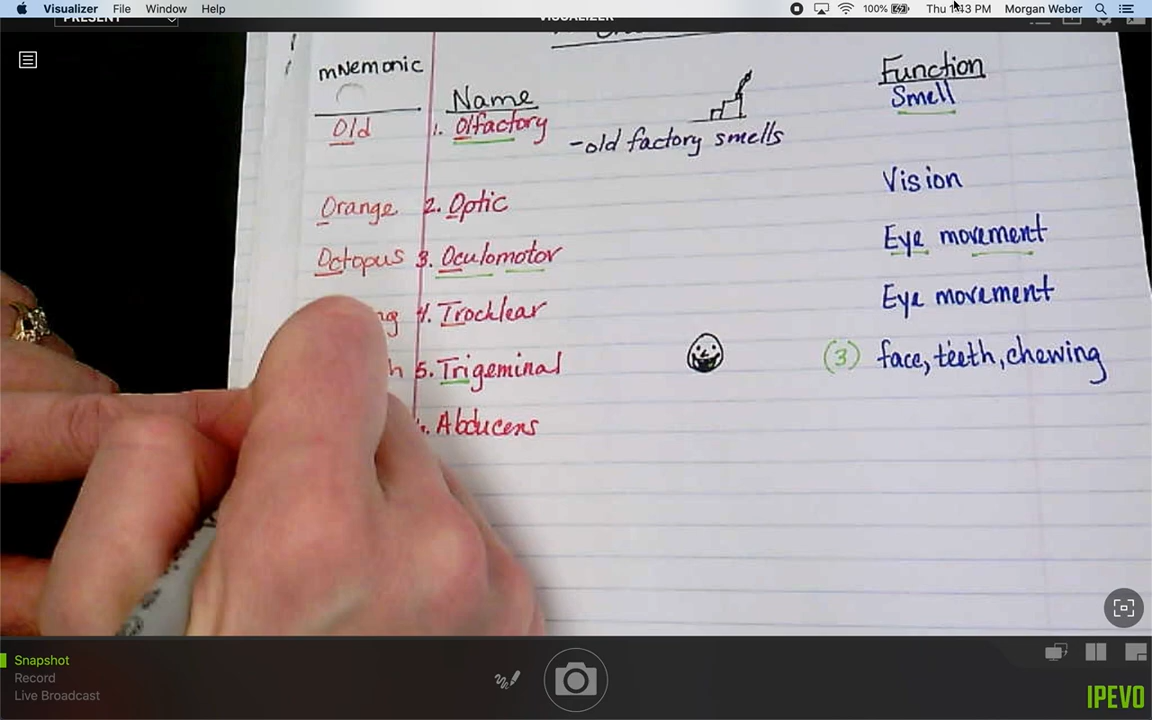 Visualizer File Window Help 100% Thu 1:43 PM Morgan Weber
PRESENT VISUALIZER
mnemonic Name Function
Old 1. Olfactory -old factory smells Smell
Orange 2. Optic Vision
Octopus 3. Oculomotor Eye movement
4. Trochlear Eye movement
5. Trigeminal (3) face, teeth, chewing
Abducens
Snapshot
Record
Live Broadcast
IPEVO